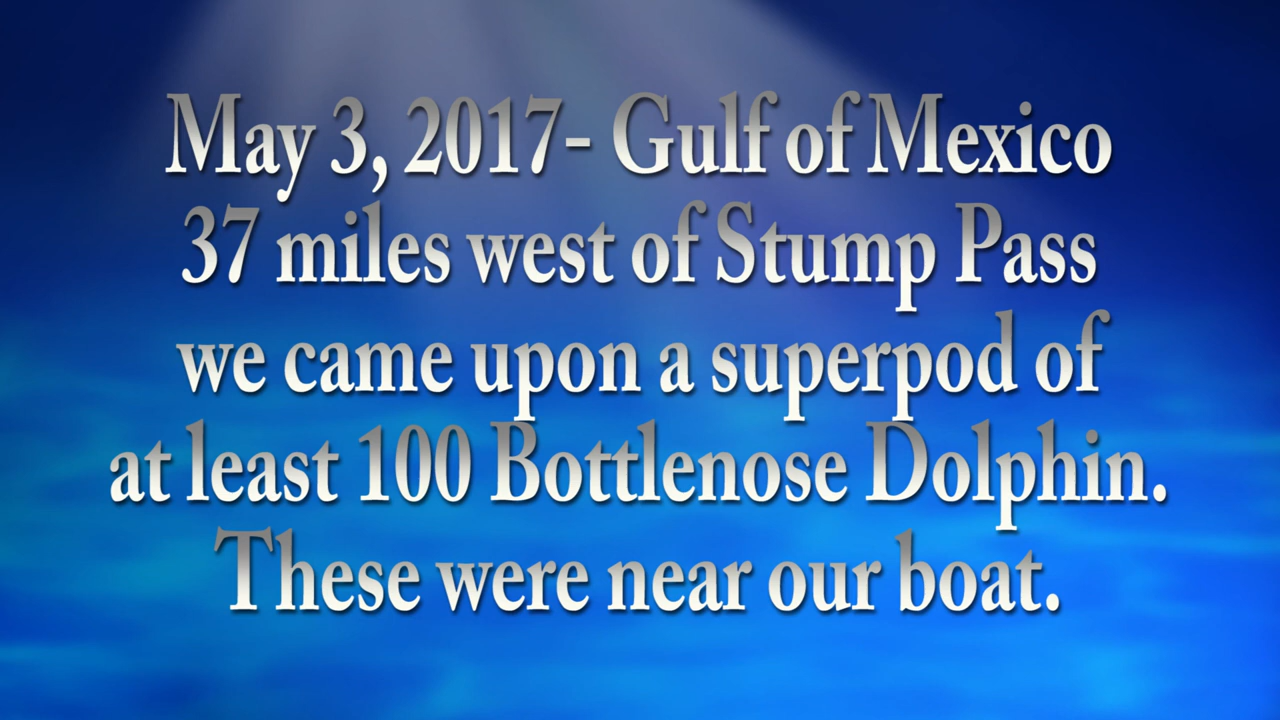 May 3, 2017- Gulf of Mexico
37 miles west of Stump Pass
we came upon a superpod of
at least 100 Bottlenose Dolphin.
These were near our boat.